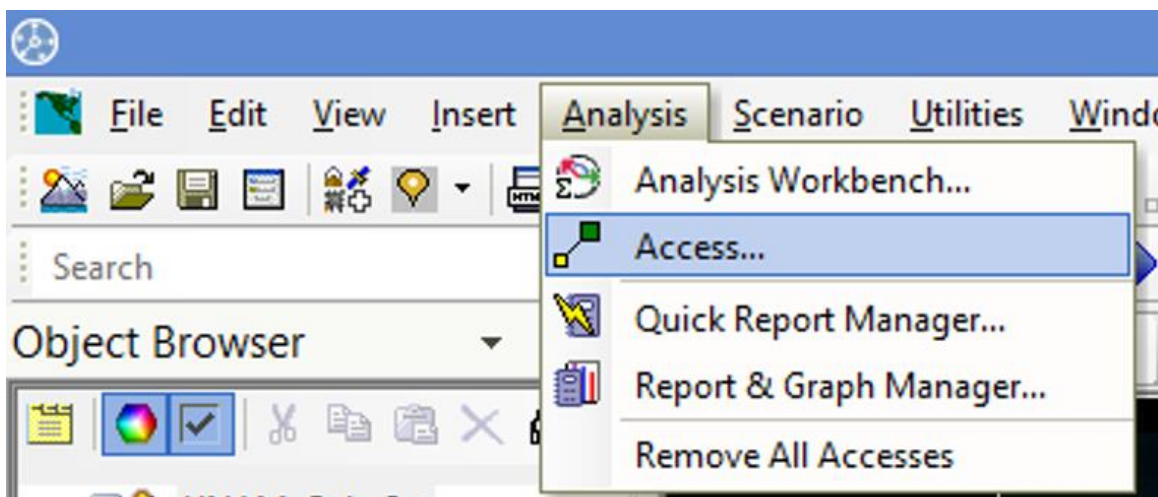 File Edit View Insert Analysis Scenario Utilities
Analysis Workbench...
Access...
Search
Quick Report Manager...
Object Browser
Report & Graph Manager...
Remove All Accesses